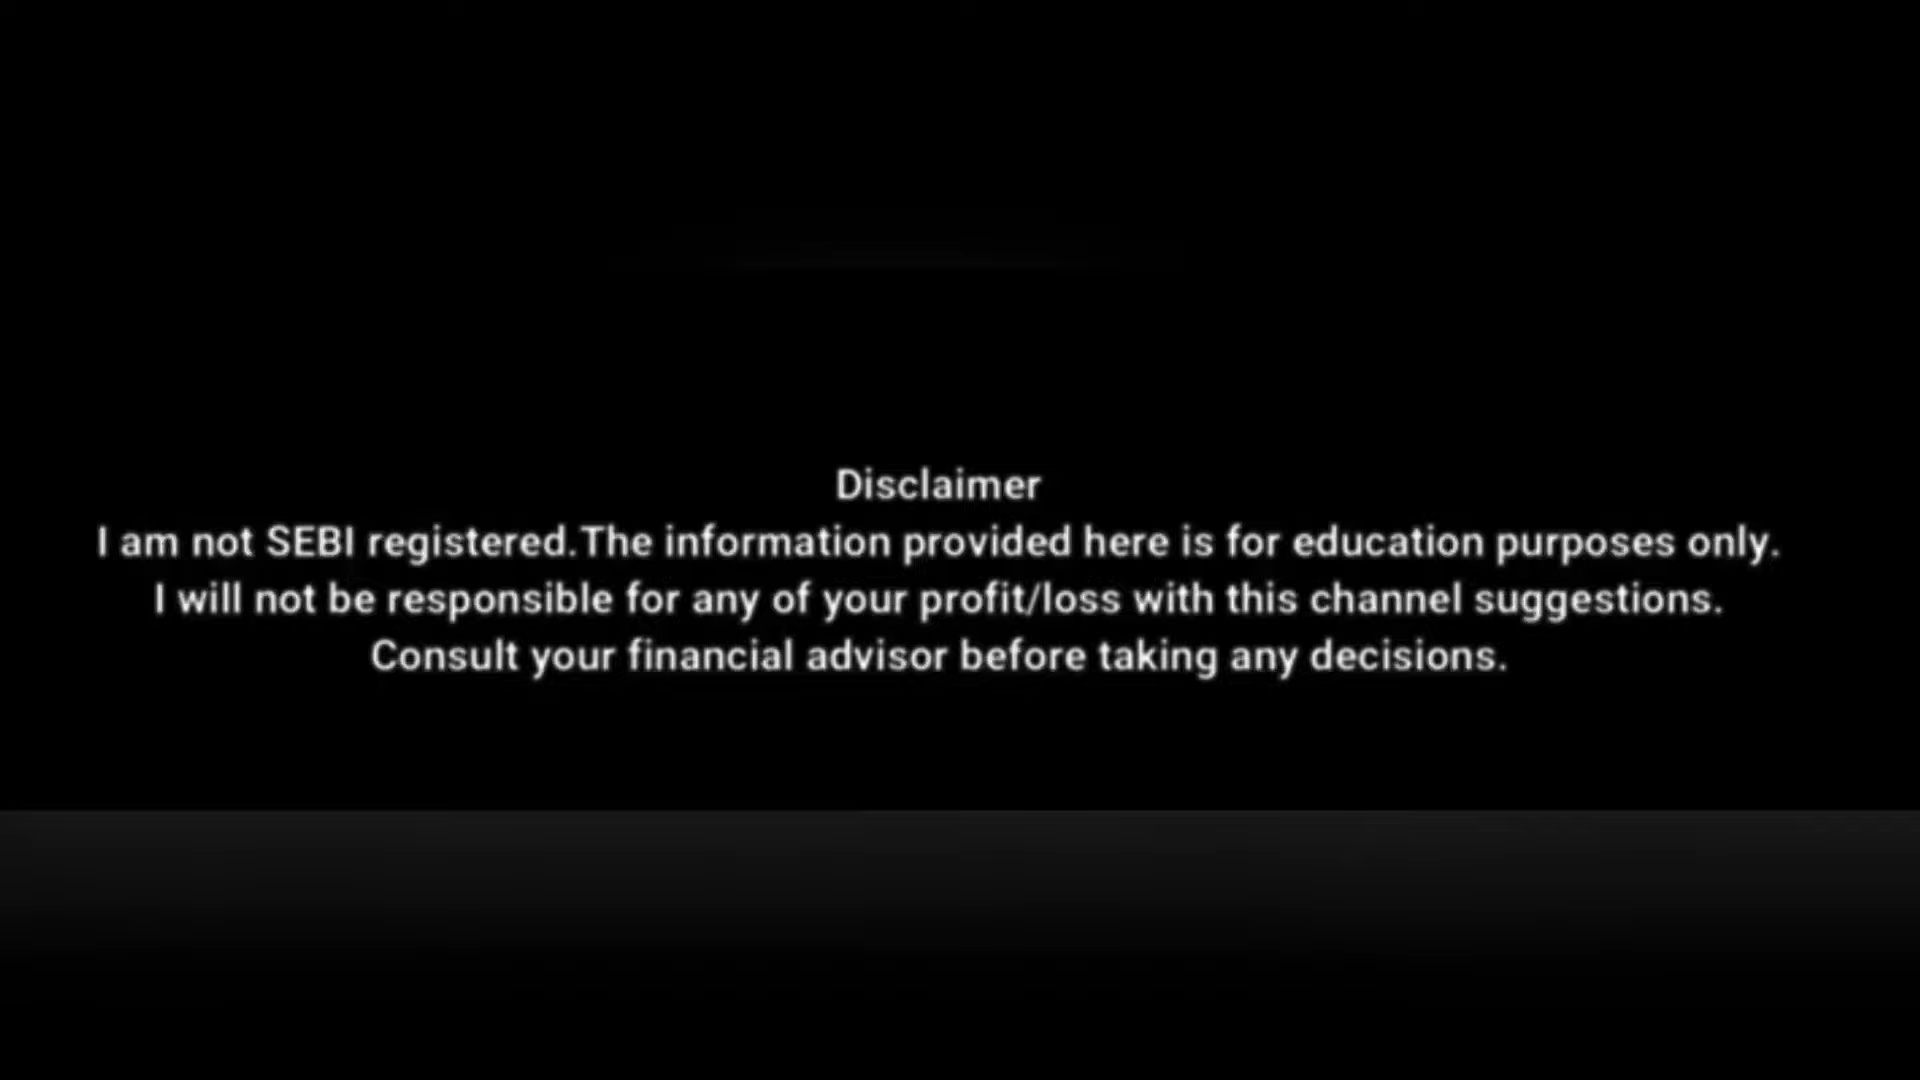 Disclaimer
I am not SEBI registered.The information provided here is for education purposes only.
I will not be responsible for any of your profit/loss with this channel suggestions.
Consult your financial advisor before taking any decisions.